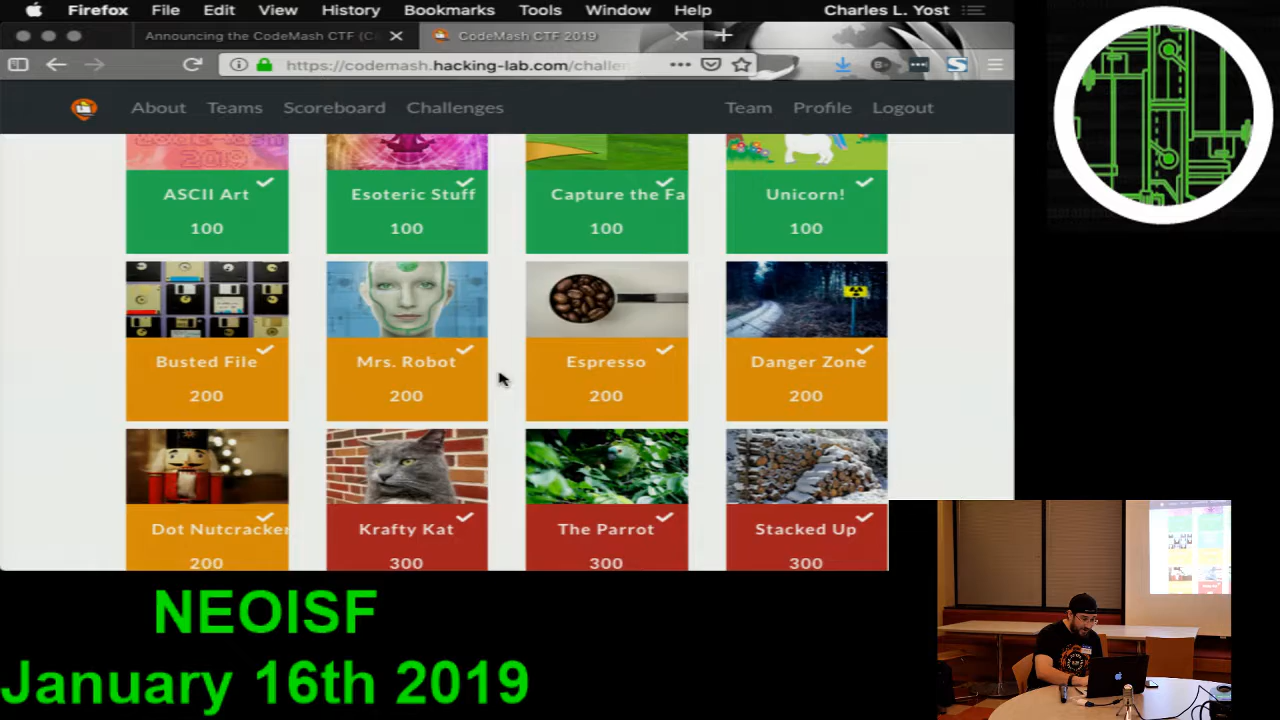 Firefox File Edit View History Bookmarks Tools Window Help Charles L. Yost
Announcing the CodeMash CTF (C
CodeMash CTF 2019
https://codemash.hacking-lab.com/challen
About Teams Scoreboard Challenges Team Profile Logout
2019
ASCII Art Esoteric Stuff Capture the Fa Unicorn!
100 100 100 100
Busted File Mrs. Robot Espresso Danger Zone
200 200 200 200
Dot Nutcracker Krafty Kat The Parrot Stacked Up
200 300 300 300
NEOISF
January 16th 2019